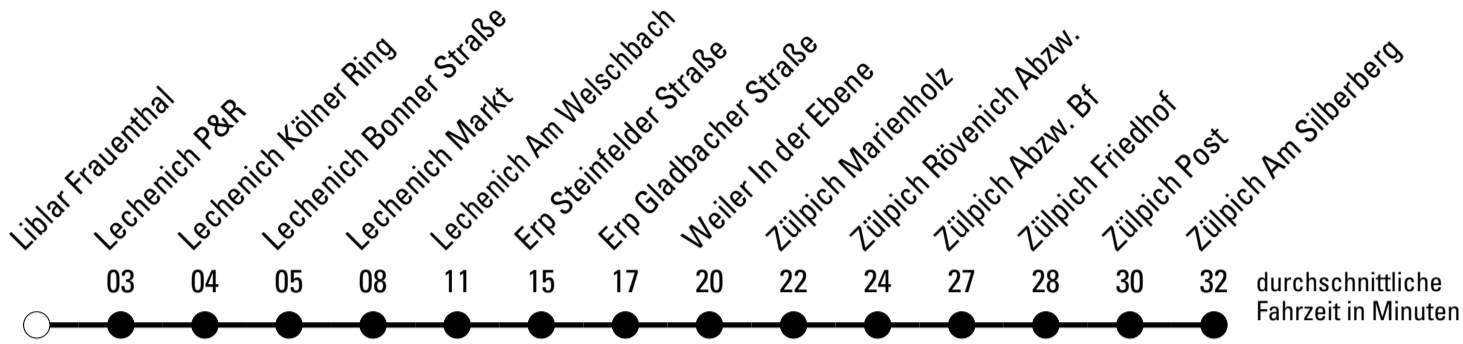 Liblar Frauenthal
Lechenich P&R
Lechenich Kölner Ring
Lechenich Bonner Straße
Lechenich Markt
Lechenich Am Welschbach
Erp Steinfelder Straße
Erp Gladbacher Straße
Weiler In der Ebene
Zülpich Marienholz
Zülpich Rövenich Abzw.
Zülpich Abzw. Bf
Zülpich Friedhof
Zülpich Post
Zülpich Am Silberberg
03 04 05 08 11 15 17 20 22 24 27 28 30 32
durchschnittliche
Fahrzeit in Minuten